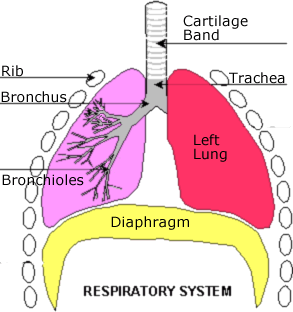 Cartilage
Band
Rib
Trachea
Bronchus
Left
Lung
Bronchioles
Diaphragm
RESPIRATORY SYSTEM